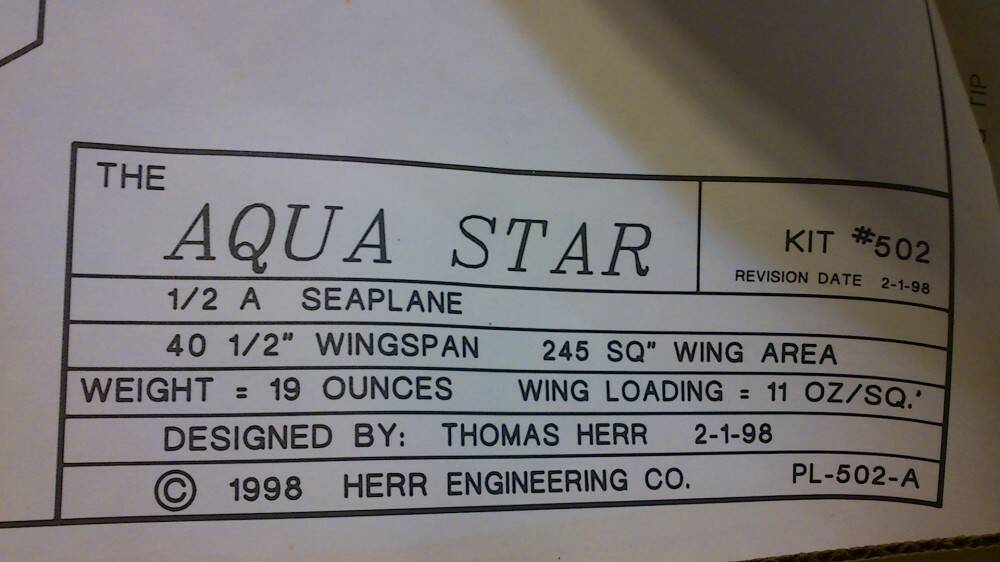 THE
AQUA STAR
KIT #502
REVISION DATE 2-1-98
1/2 A SEAPLANE
40 1/2" WINGSPAN 245 SQ" WING AREA
WEIGHT = 19 OUNCES WING LOADING = 11 OZ/SQ.'
DESIGNED BY: THOMAS HERR 2-1-98
© 1998 HERR ENGINEERING CO. PL-502-A
TIP